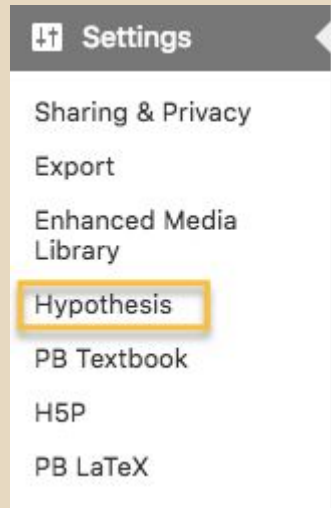 Settings
Sharing & Privacy
Export
Enhanced Media
Library
Hypothesis
PB Textbook
H5P
PB LaTeX